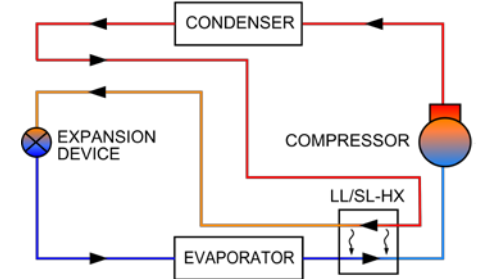 CONDENSER
EXPANSION
DEVICE
COMPRESSOR
LL/SL-HX
EVAPORATOR